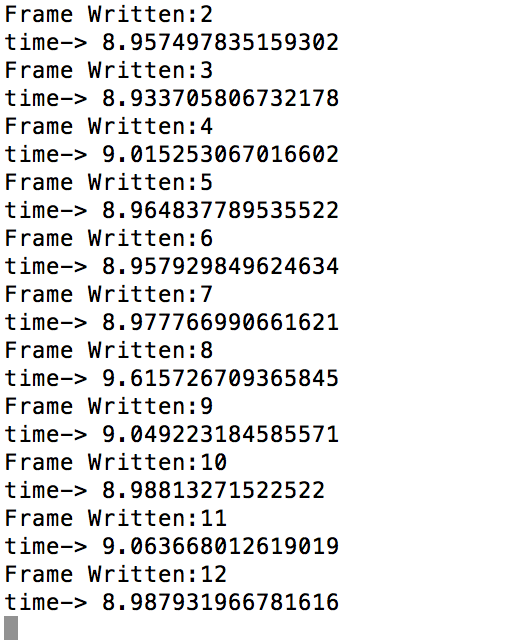 Frame Written:2
time-> 8.957497835159302
Frame Written:3
time-> 8.933705806732178
Frame Written:4
time-> 9.015253067016602
Frame Written:5
time-> 8.964837789535522
Frame Written:6
time-> 8.957929849624634
Frame Written:7
time-> 8.977766990661621
Frame Written:8
time-> 9.615726709365845
Frame Written:9
time-> 9.049223184585571
Frame Written:10
time-> 8.98813271522522
Frame Written:11
time-> 9.063668012619019
Frame Written:12
time-> 8.987931966781616